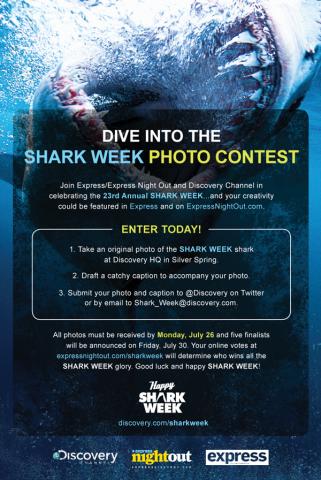 DIVE INTO THE
SHARK WEEK PHOTO CONTEST
Join Express/Express Night Out and Discovery Channel in
celebrating the 23rd Annual SHARK WEEK...and your creativity
could be featured in Express and on ExpressNightOut.com.
ENTER TODAY!
1. Take an original photo of the SHARK WEEK shark
at Discovery HQ in Silver Spring.
2. Draft a catchy caption to accompany your photo.
3. Submit your photo and caption to @Discovery on Twitter
or by email to Shark_Week@discovery.com.
All photos must be received by Monday, July 26 and five finalists
will be announced on Friday, July 30. Your online votes at
expressnightout.com/sharkweek will determine who wins all the
SHARK WEEK glory. Good luck and happy SHARK WEEK!
Happy
SHARK
WEEK
discovery.com/sharkweek
Discovery
CHANNEL
express
nightout
EXPRESSNIGHTOUT.COM
express